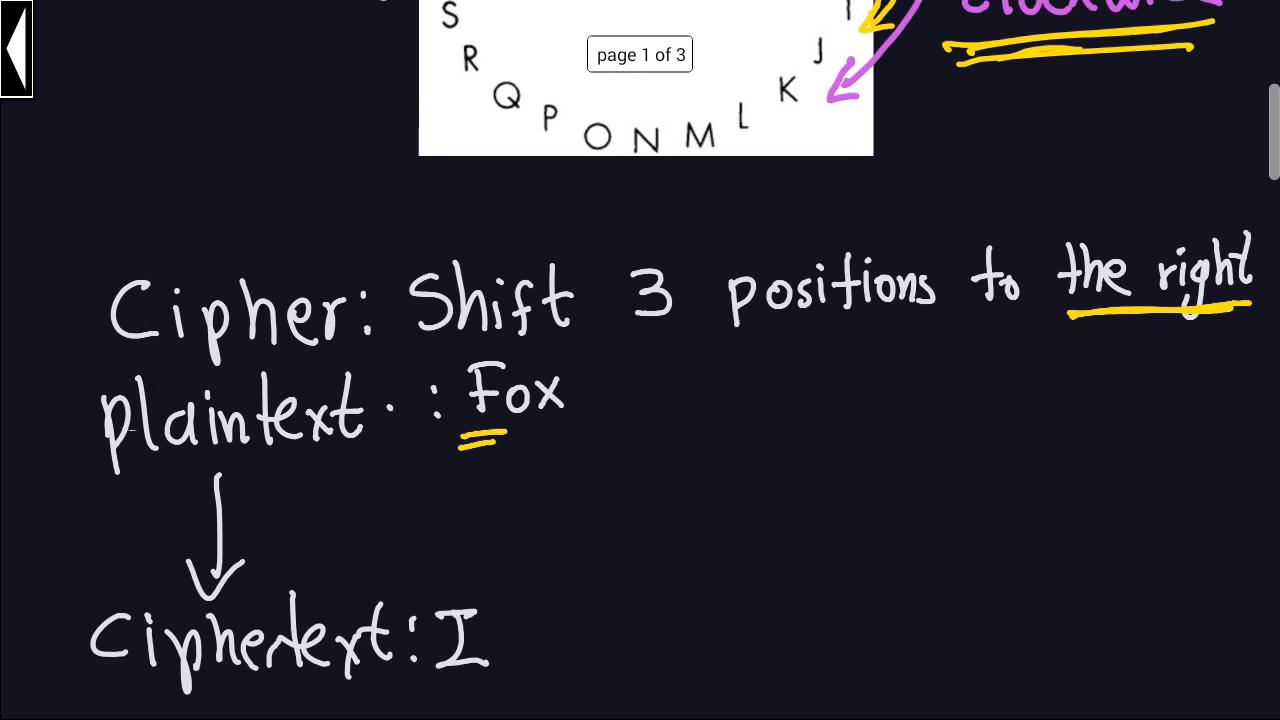 S
R
Q
P
O
N
M
L
K
J
page 1 of 3
Cipher: Shift 3 positions to the right
plaintext : Fox
Ciphertext: I